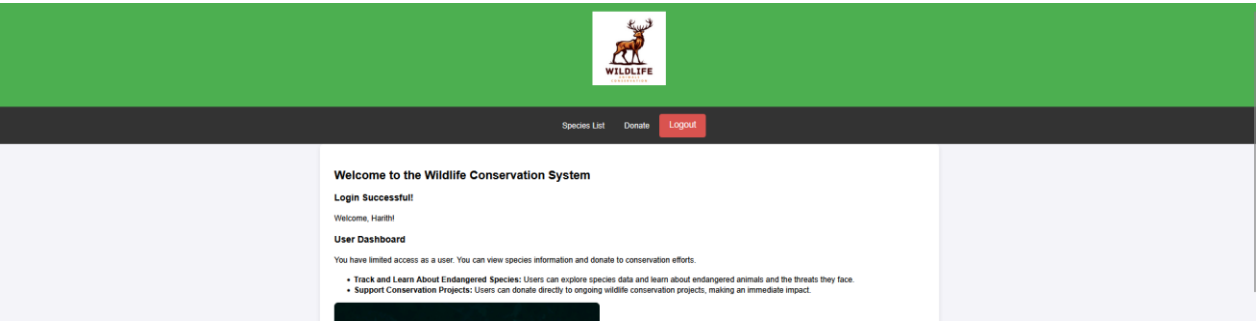 WILDLIFE
Species List Donate Logout
Welcome to the Wildlife Conservation System
Login Successful!
Welcome, Harith!
User Dashboard
You have limited access as a user. You can view species information and donate to conservation efforts.
• Track and Learn About Endangered Species: Users can explore species data and learn about endangered animals and the threats they face.
• Support Conservation Projects: Users can donate directly to ongoing wildlife conservation projects, making an immediate impact.